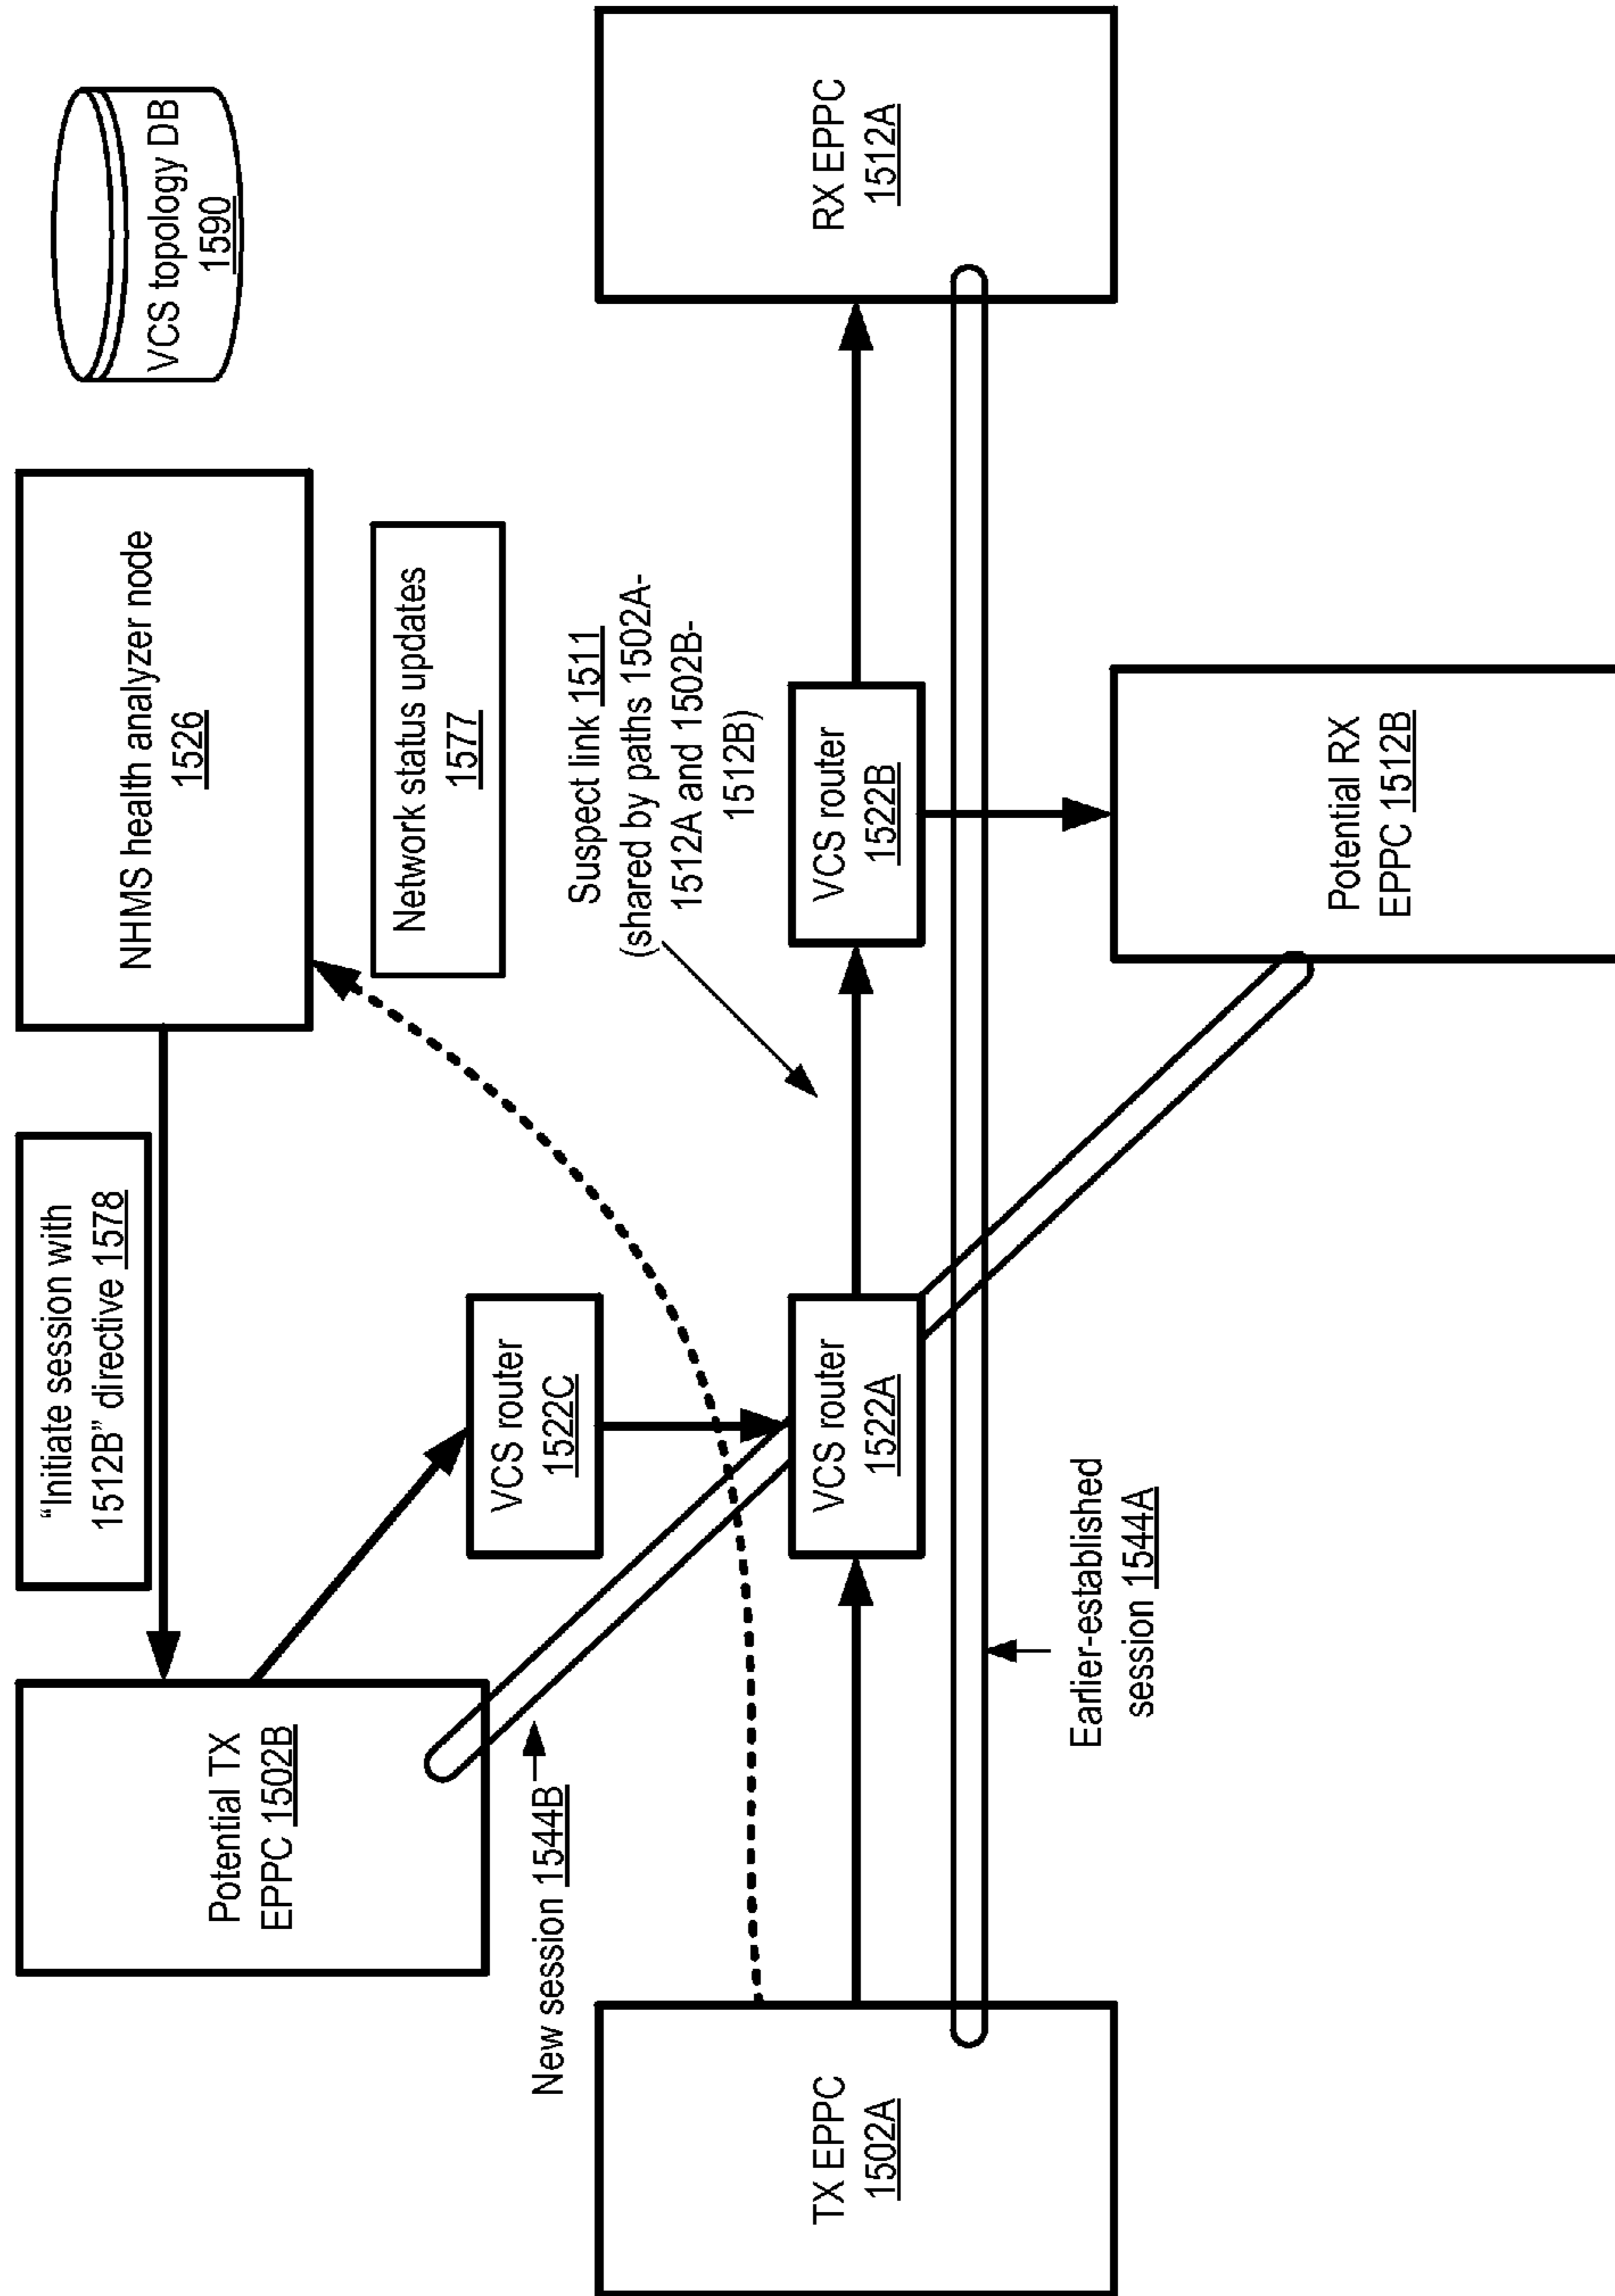 Potential TX
EPPC 1502B
“Initiate session with
1512B” directive 1578
NHMS health analyzer node
1526
VCS topology DB
1590
Network status updates
1577
New session 1544B
VCS router
1522C
Suspect link 1511
(shared by paths 1502A-
1512A and 1502B-
1512B)
TX EPPC
1502A
VCS router
1522A
VCS router
1522B
RX EPPC
1512A
Earlier-established
session 1544A
Potential RX
EPPC 1512B